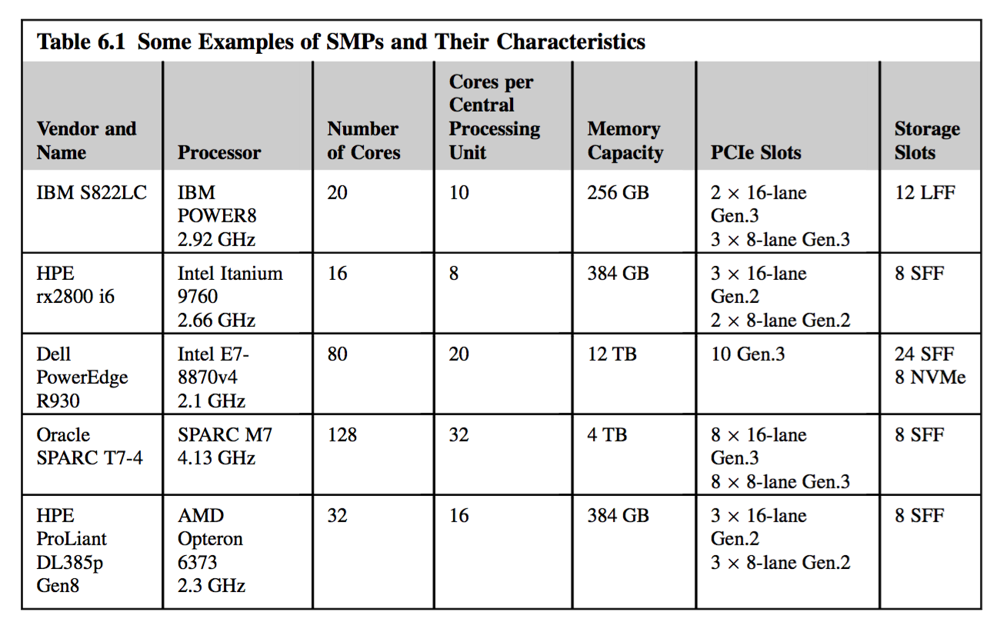 Table 6.1 Some Examples of SMPs and Their Characteristics
Vendor and
Name
Processor
Number
of Cores
Cores per
Central
Processing
Unit
Memory
Capacity
PCIe Slots
Storage
Slots
IBM S822LC
IBM
POWER8
2.92 GHz
20
10
256 GB
2 × 16-lane
Gen.3
3 × 8-lane Gen.3
12 LFF
HPE
rx2800 i6
Intel Itanium
9760
2.66 GHz
16
8
384 GB
3 × 16-lane
Gen.2
2 × 8-lane Gen.2
8 SFF
Dell
PowerEdge
R930
Intel E7-
8870v4
2.1 GHz
80
20
12 TB
10 Gen.3
24 SFF
8 NVMe
Oracle
SPARC T7-4
SPARC M7
4.13 GHz
128
32
4 TB
8 × 16-lane
Gen.3
8 × 8-lane Gen.3
8 SFF
HPE
ProLiant
DL385p
Gen8
AMD
Opteron
6373
2.3 GHz
32
16
384 GB
3 × 16-lane
Gen.2
3 × 8-lane Gen.2
8 SFF